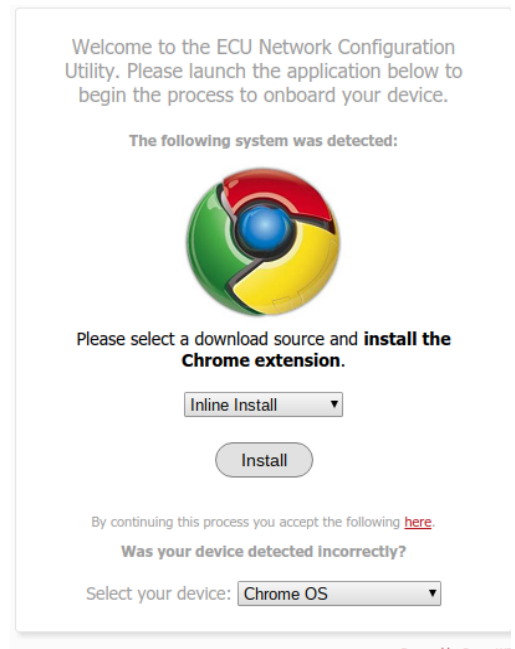 Welcome to the ECU Network Configuration
Utility. Please launch the application below to
begin the process to onboard your device.
The following system was detected:
Please select a download source and install the
Chrome extension.
Inline Install
Install
By continuing this process you accept the following here.
Was your device detected incorrectly?
Select your device: Chrome OS